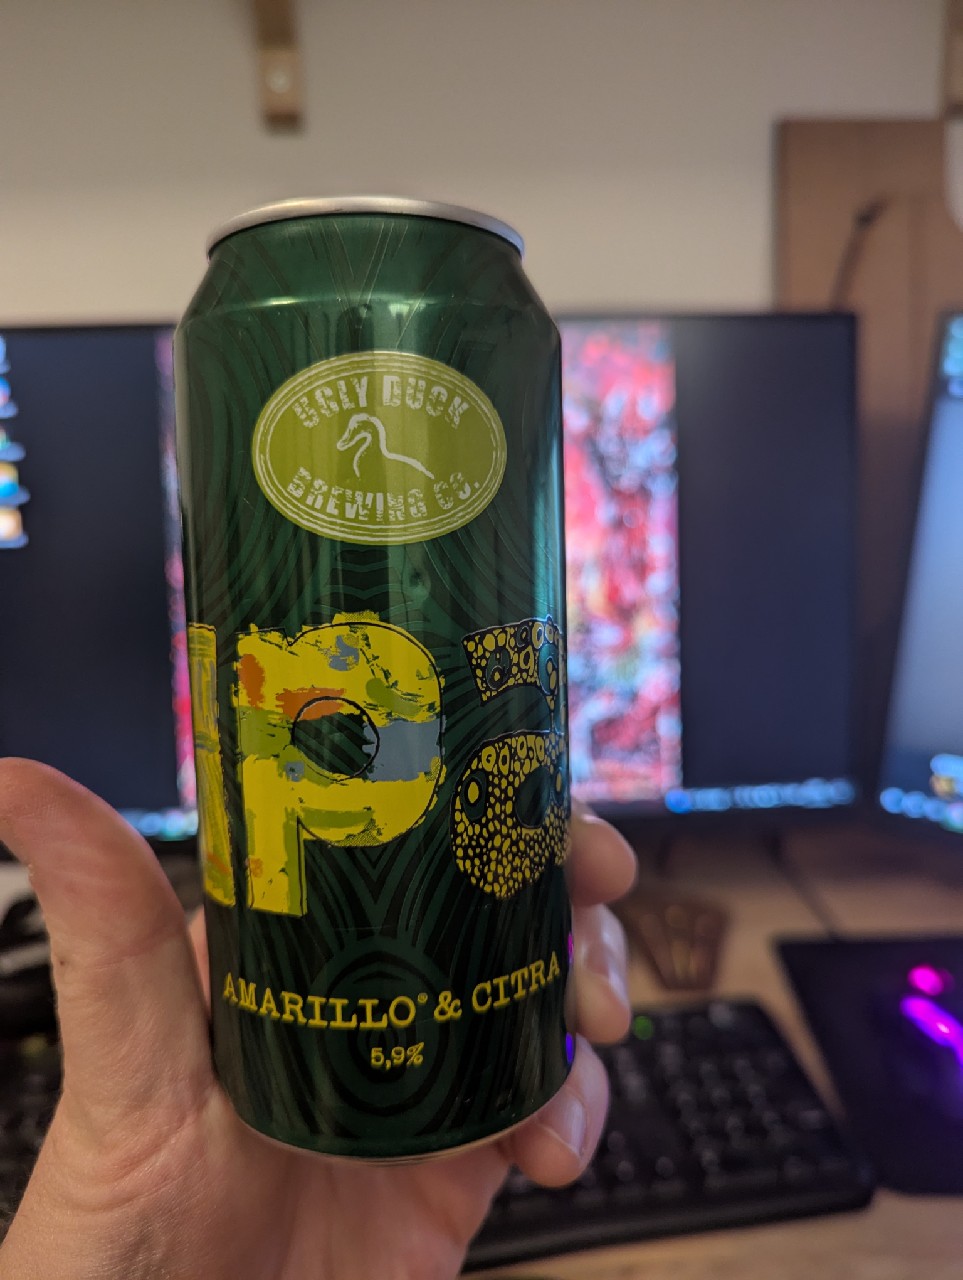 UGLY DUCK
BREWING CO.
IPa
AMARILLO® & CITRA
5,9%